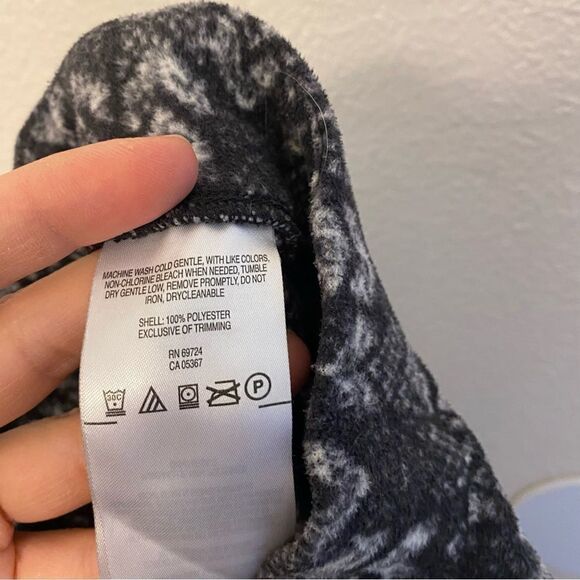 MACHINE WASH COLD GENTLE, WITH LIKE COLORS,
NON-CHLORINE BLEACH WHEN NEEDED, TUMBLE
DRY GENTLE LOW, REMOVE PROMPTLY, DO NOT
IRON, DRYCLEANABLE
SHELL: 100% POLYESTER
EXCLUSIVE OF TRIMMING
RN 69724
CA 05367
30C P